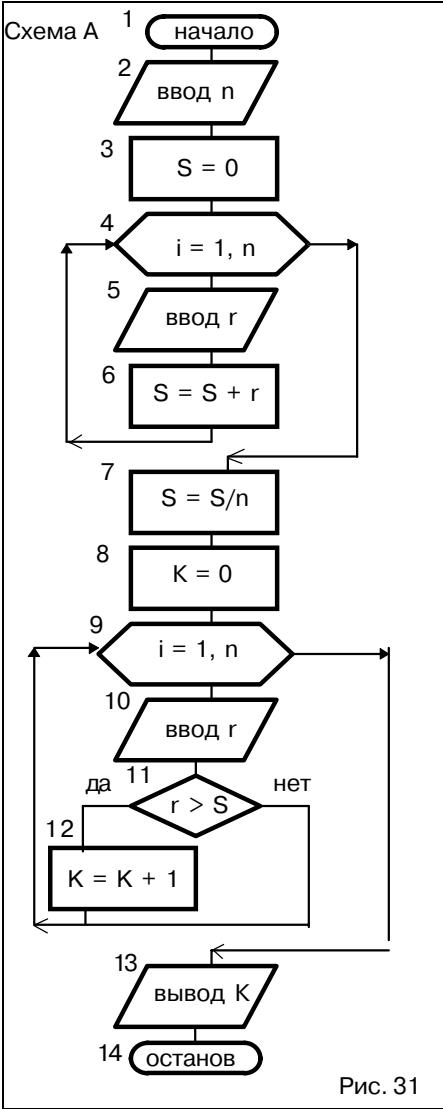 Схема А
1 начало
2
ввод n
3
S = 0
4
i = 1, n
5
ввод r
6
S = S + r
7
S = S/n
8
K = 0
9
i = 1, n
10
ввод r
11
да нет
r > S
12
K = K + 1
13
вывод K
14 останов
Рис. 31